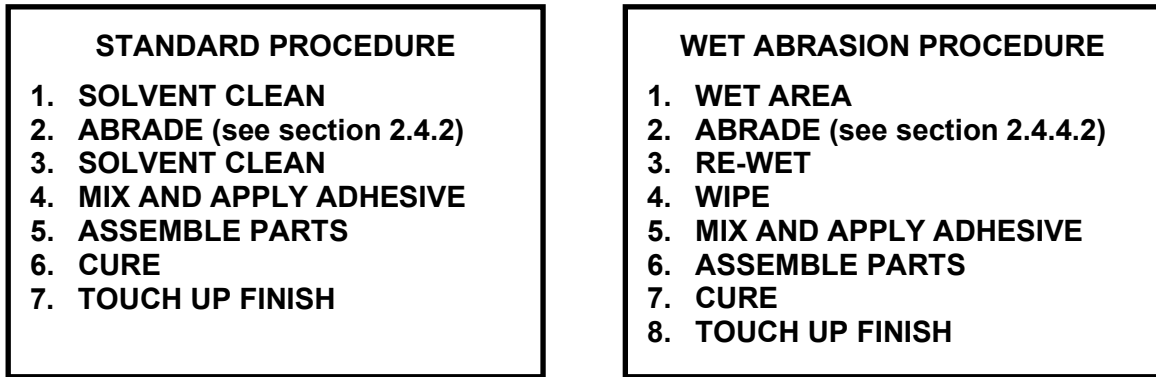 STANDARD PROCEDURE
1. SOLVENT CLEAN
2. ABRADE (see section 2.4.2)
3. SOLVENT CLEAN
4. MIX AND APPLY ADHESIVE
5. ASSEMBLE PARTS
6. CURE
7. TOUCH UP FINISH
WET ABRASION PROCEDURE
1. WET AREA
2. ABRADE (see section 2.4.4.2)
3. RE-WET
4. WIPE
5. MIX AND APPLY ADHESIVE
6. ASSEMBLE PARTS
7. CURE
8. TOUCH UP FINISH